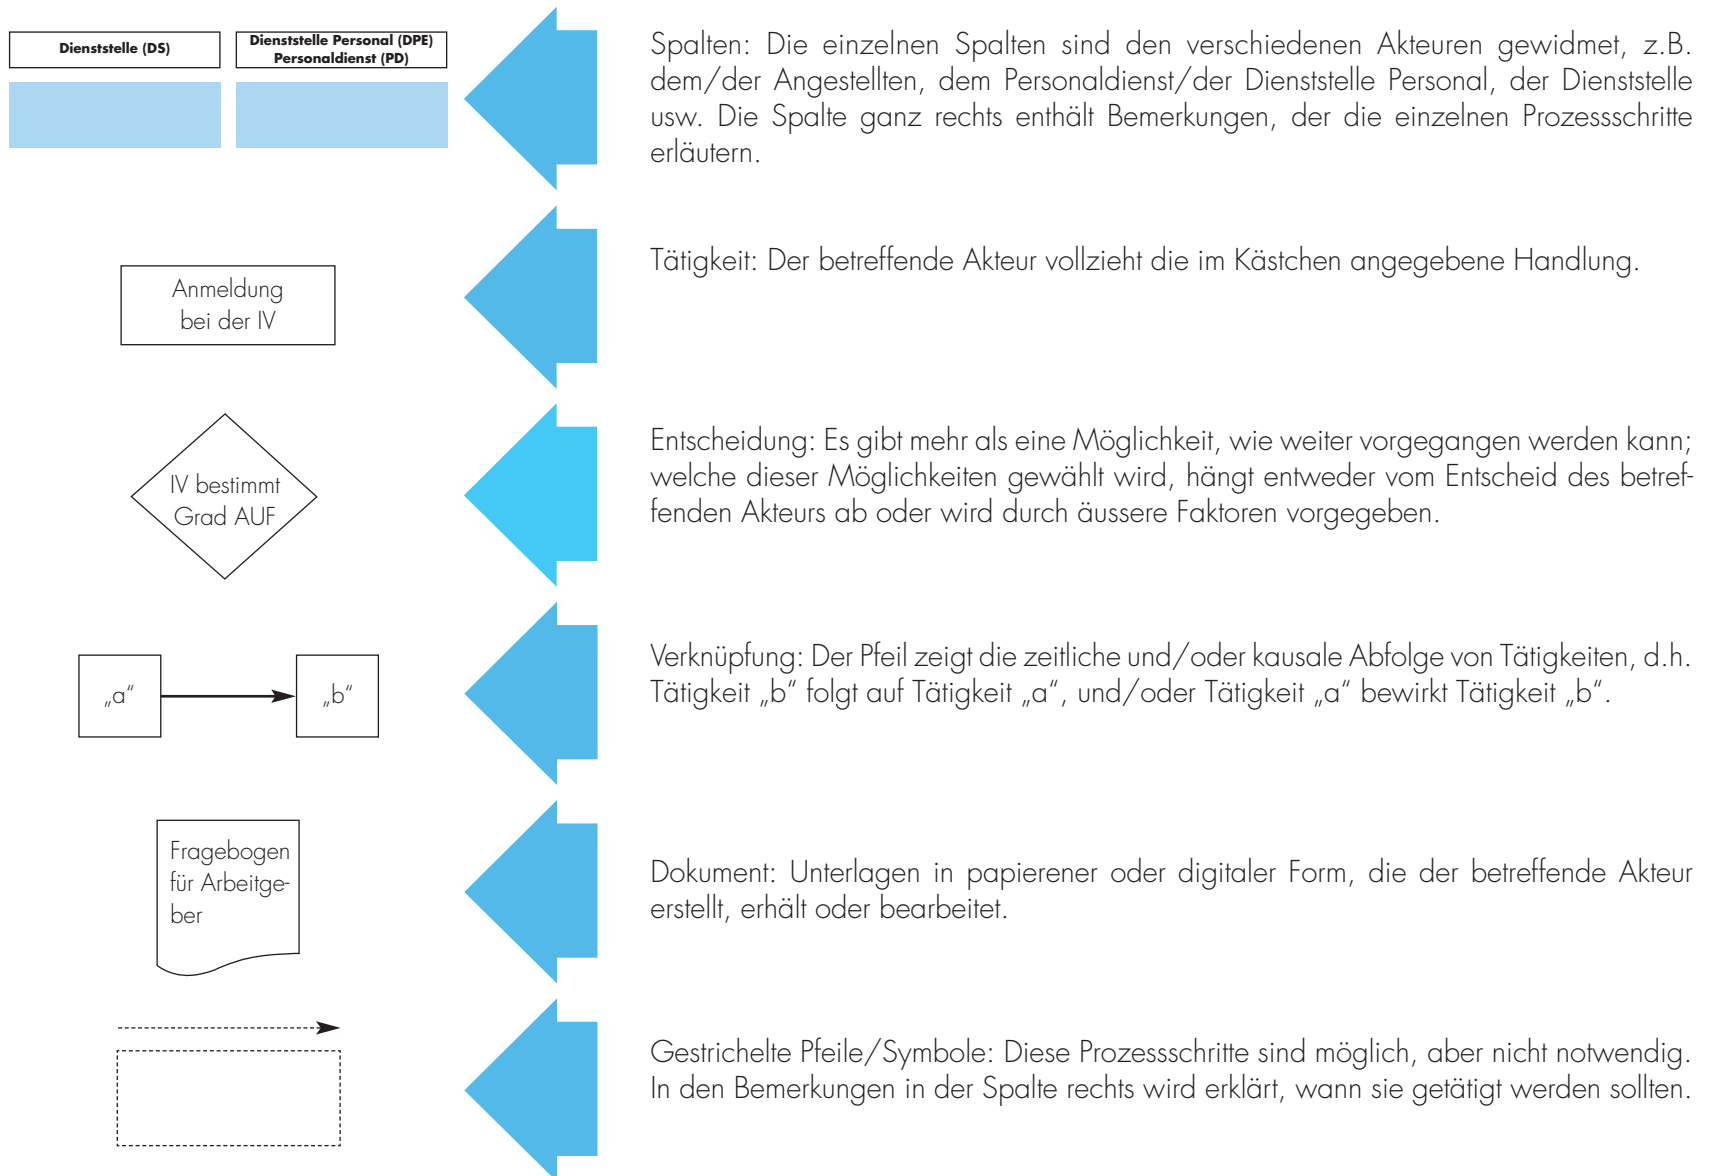 Dienststelle (DS)
Dienststelle Personal (DPE)
Personaldienst (PD)
Spalten: Die einzelnen Spalten sind den verschiedenen Akteuren gewidmet, z.B.
dem/der Angestellten, dem Personaldienst/der Dienststelle Personal, der Dienststelle
usw. Die Spalte ganz rechts enthält Bemerkungen, der die einzelnen Prozessschritte
erläutern.
Anmeldung
bei der IV
Tätigkeit: Der betreffende Akteur vollzieht die im Kästchen angegebene Handlung.
IV bestimmt
Grad AUF
Entscheidung: Es gibt mehr als eine Möglichkeit, wie weiter vorgegangen werden kann;
welche dieser Möglichkeiten gewählt wird, hängt entweder vom Entscheid des betref-
fenden Akteurs ab oder wird durch äussere Faktoren vorgegeben.
„a“
„b“
Verknüpfung: Der Pfeil zeigt die zeitliche und/oder kausale Abfolge von Tätigkeiten, d.h.
Tätigkeit „b“ folgt auf Tätigkeit „a“, und/oder Tätigkeit „a“ bewirkt Tätigkeit „b“.
Fragebogen
für Arbeitge-
ber
Dokument: Unterlagen in papierener oder digitaler Form, die der betreffende Akteur
erstellt, erhält oder bearbeitet.
Gestrichelte Pfeile/Symbole: Diese Prozessschritte sind möglich, aber nicht notwendig.
In den Bemerkungen in der Spalte rechts wird erklärt, wann sie getätigt werden sollten.